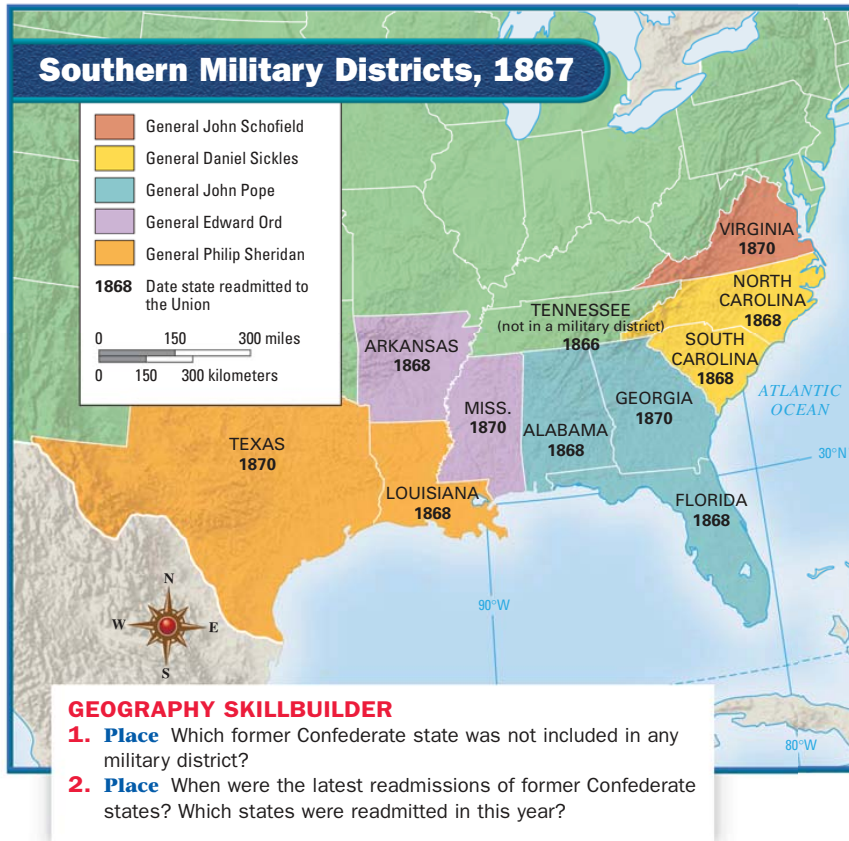 Southern Military Districts, 1867
General John Schofield
General Daniel Sickles
General John Pope
General Edward Ord
General Philip Sheridan
1868 Date state readmitted to
the Union
0 150 300 miles
0 150 300 kilometers
VIRGINIA
1870
NORTH
CAROLINA
1868
TENNESSEE
(not in a military district)
1866
SOUTH
CAROLINA
1868
ARKANSAS
1868
MISS.
1870
ALABAMA
1868
GEORGIA
1870
ATLANTIC
OCEAN
TEXAS
1870
LOUISIANA
1868
FLORIDA
1868
30°N
90°W
80°W
N
W E
S
GEOGRAPHY SKILLBUILDER
1. Place Which former Confederate state was not included in any
military district?
2. Place When were the latest readmissions of former Confederate
states? Which states were readmitted in this year?